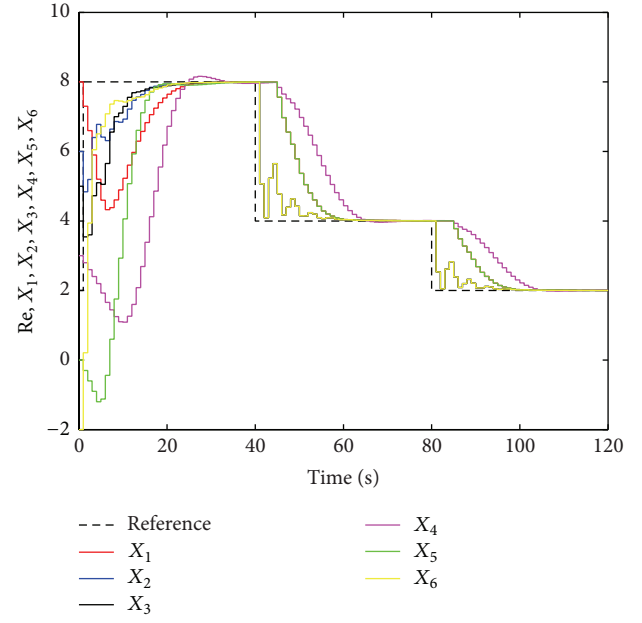 10
8
6
4
2
0
−2
0
20
40
60
80
100
120
Re, X₁, X₂, X₃, X₄, X₅, X₆
Time (s)
Reference
X₁
X₂
X₃
X₄
X₅
X₆